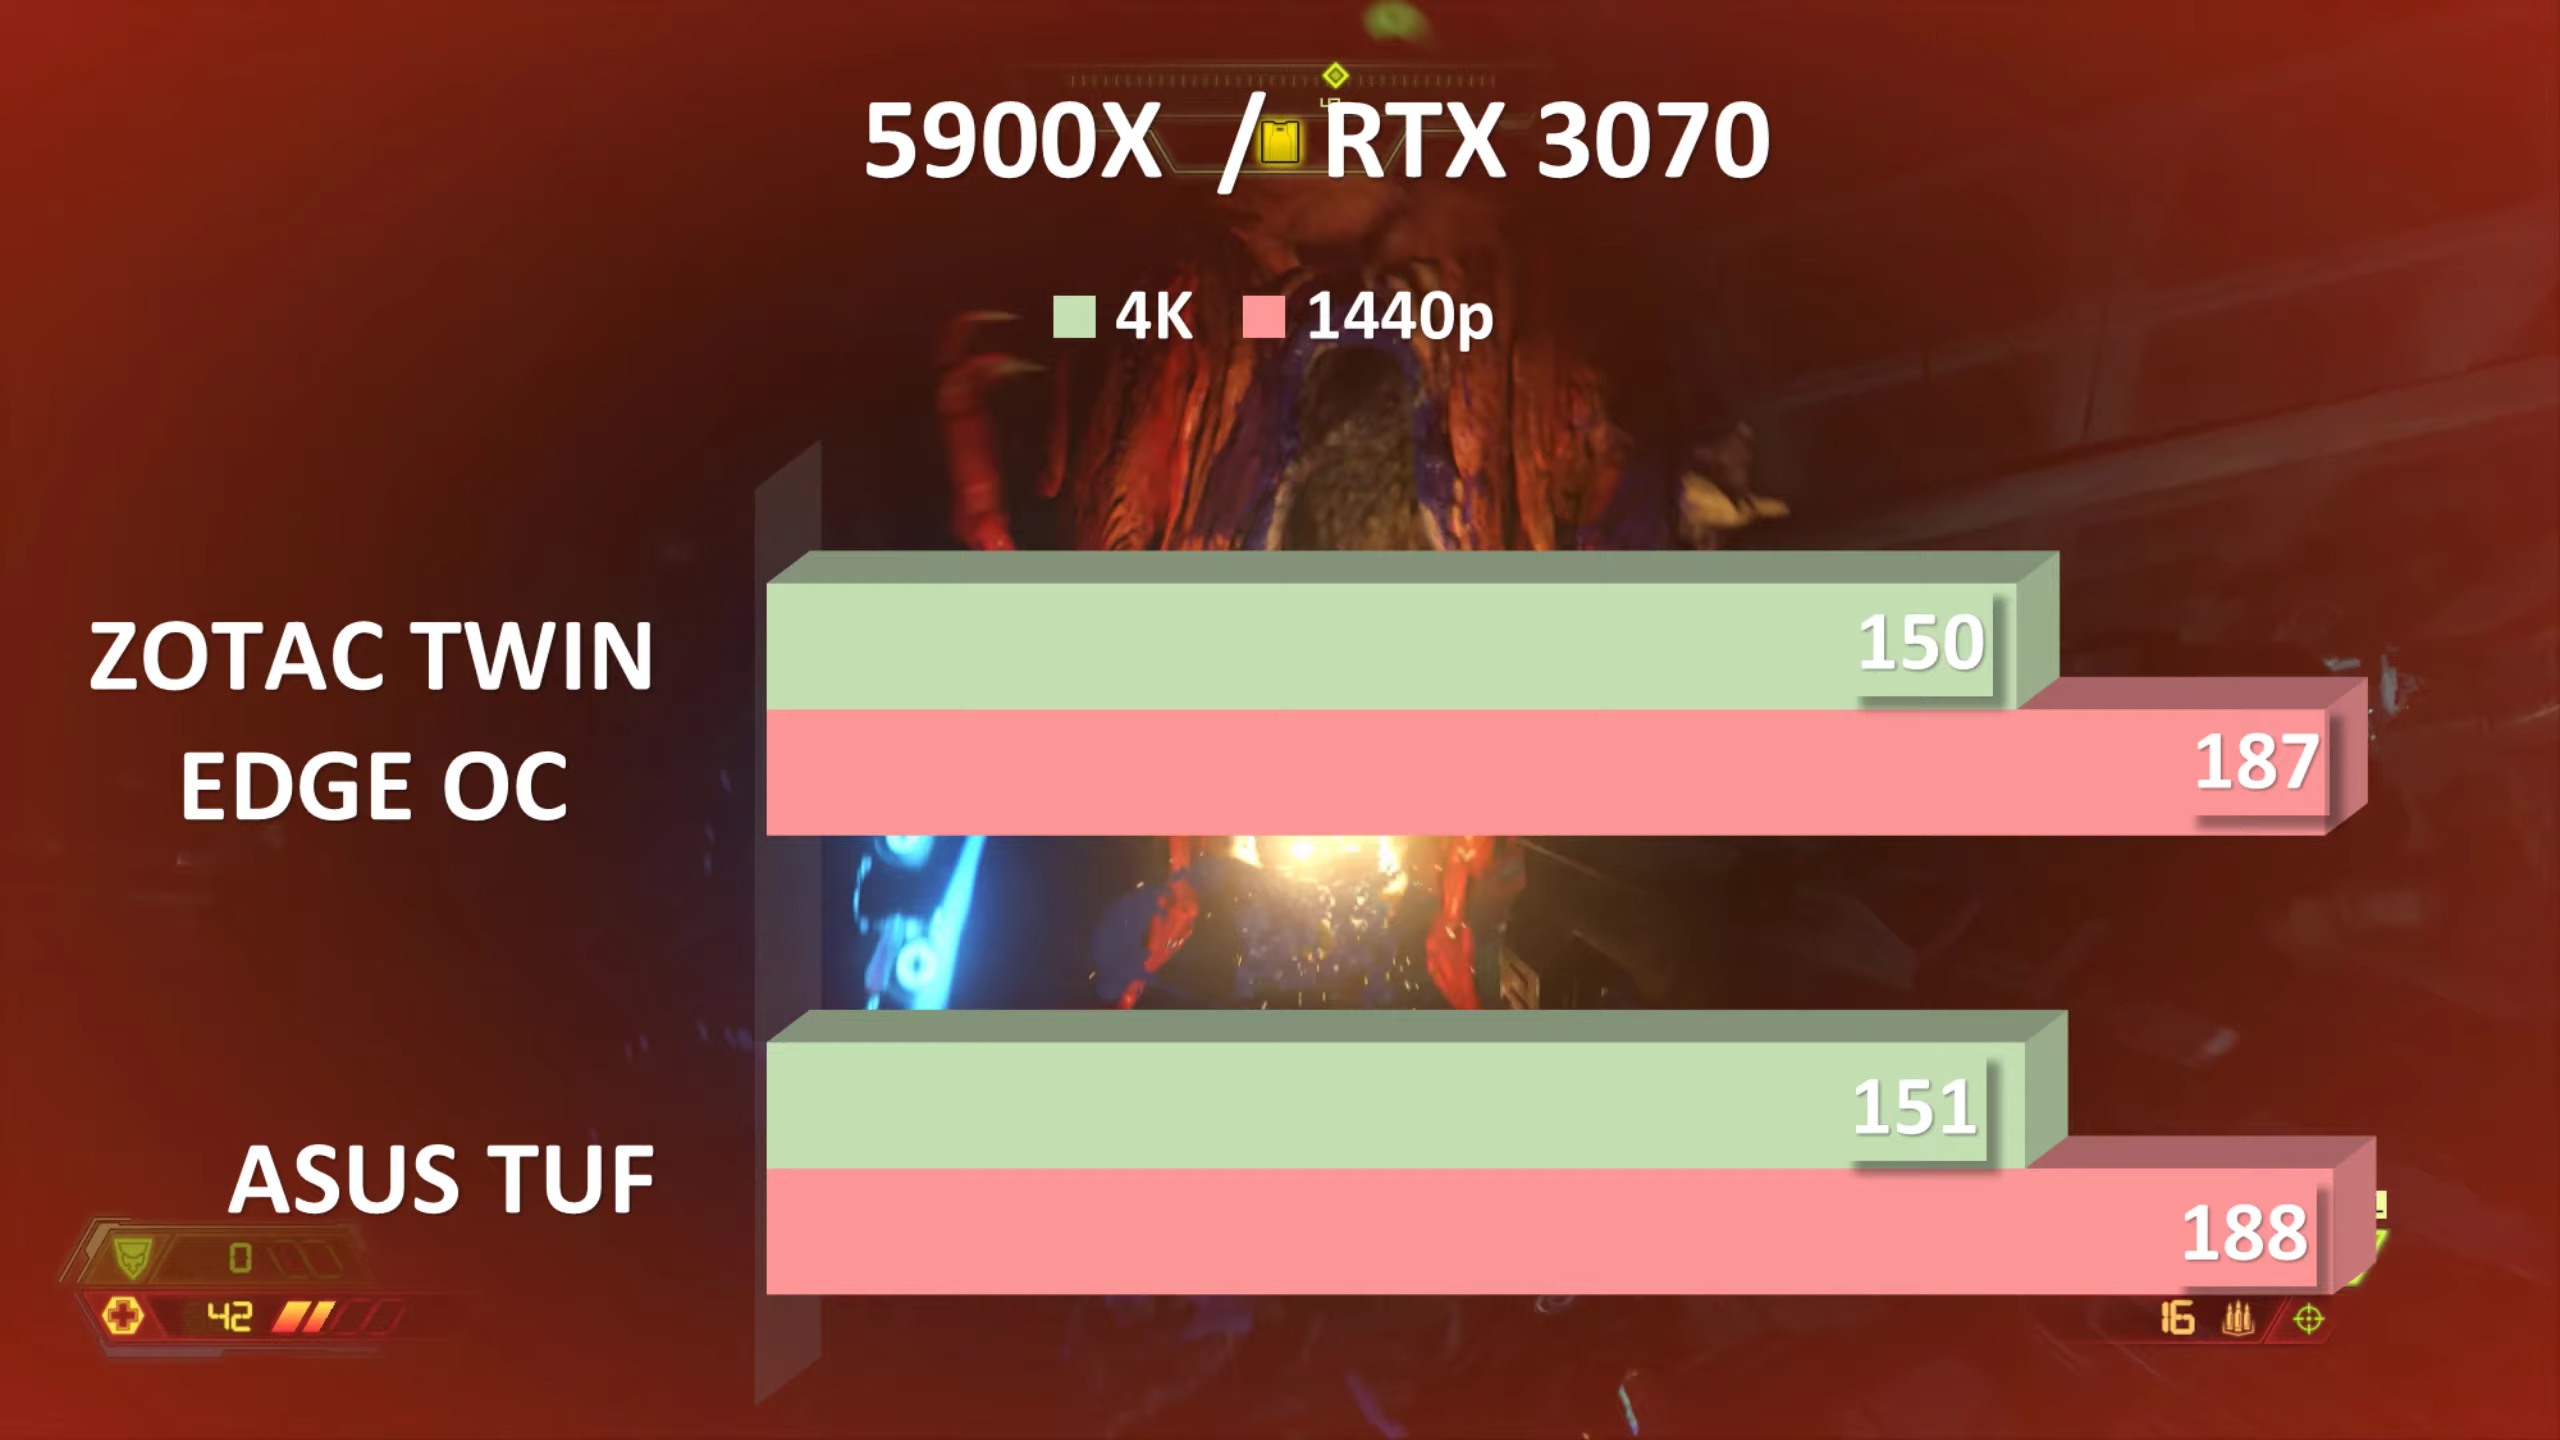 5900X / RTX 3070
4K 1440p
ZOTAC TWIN
EDGE OC
150
187
ASUS TUF
151
188
0
42
16